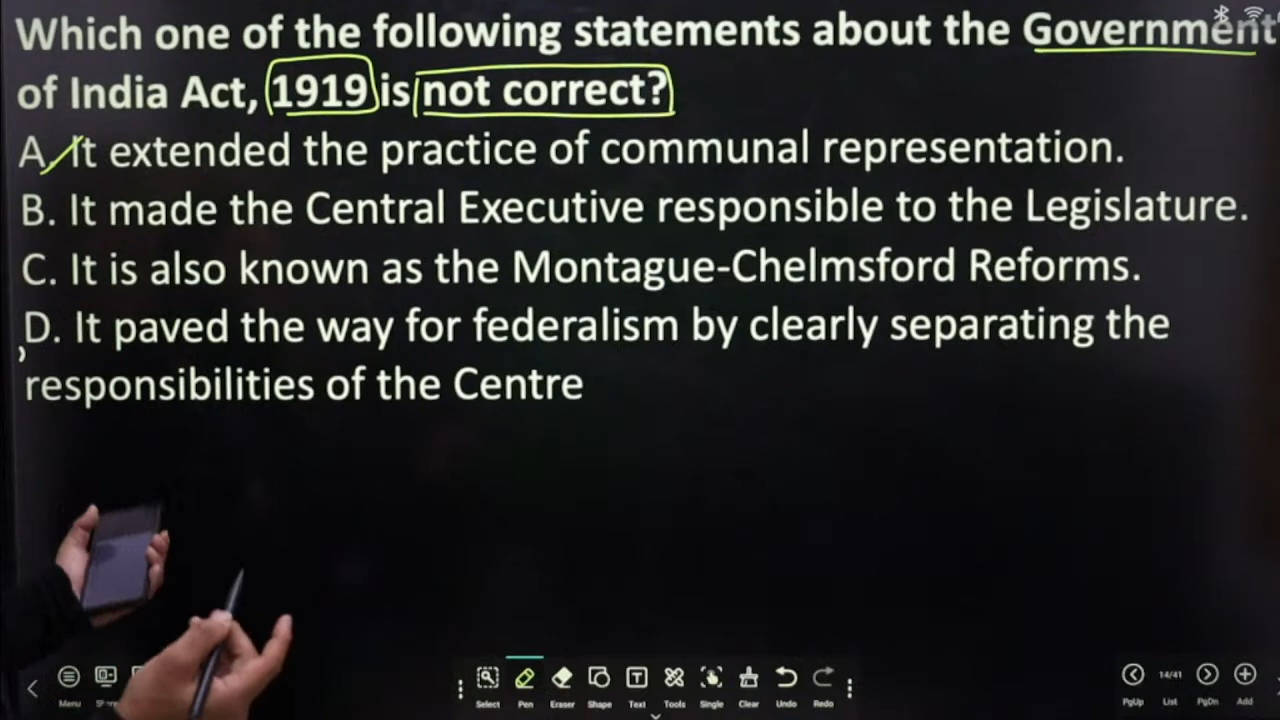 Which one of the following statements about the Government
of India Act, 1919 is not correct?
A. It extended the practice of communal representation.
B. It made the Central Executive responsible to the Legislature.
C. It is also known as the Montague-Chelmsford Reforms.
D. It paved the way for federalism by clearly separating the
responsibilities of the Centre
Menu
Select Pen Eraser Shape Text Tools Single Clear Undo Redo
14/41
PgUp List PgDn Add